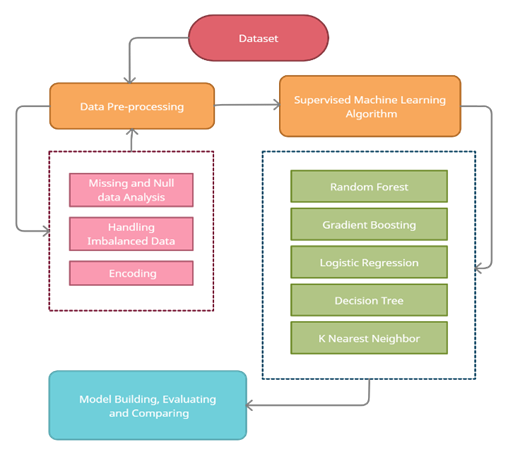 Dataset
Data Pre-processing
Supervised Machine Learning
Algorithm
Missing and Null
data Analysis
Handling
Imbalanced Data
Encoding
Random Forest
Gradient Boosting
Logistic Regression
Decision Tree
K Nearest Neighbor
Model Building, Evaluating
and Comparing